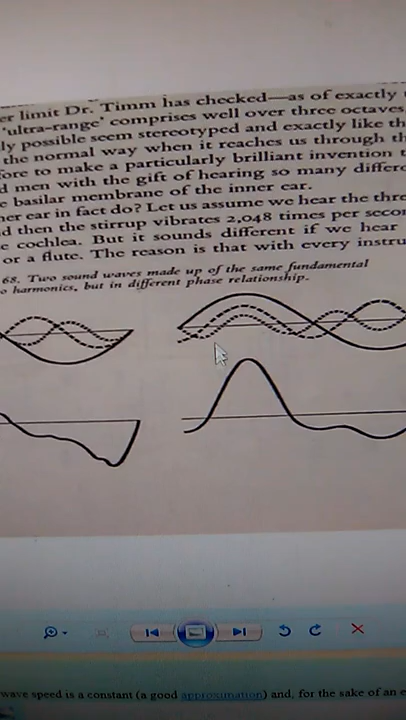 er limit Dr. Timm has checked—as of exactly
'ultra-range' comprises well over three octaves
ly possible seem stereotyped and exactly like th
the normal way when it reaches us through th
fore to make a particularly brilliant invention t
d men with the gift of hearing so many differe
e basilar membrane of the inner ear.
ner ear in fact do? Let us assume we hear the thre
d then the stirrup vibrates 2,048 times per secon
e cochlea. But it sounds different if we hear
or a flute. The reason is that with every instru
68. Two sound waves made up of the same fundamental
o harmonics, but in different phase relationship.
wave speed is a constant (a good approximation) and, for the sake of an e